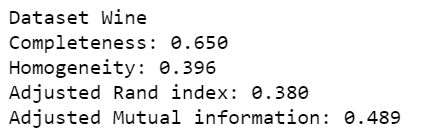 Dataset Wine
Completeness: 0.650
Homogeneity: 0.396
Adjusted Rand index: 0.380
Adjusted Mutual information: 0.489